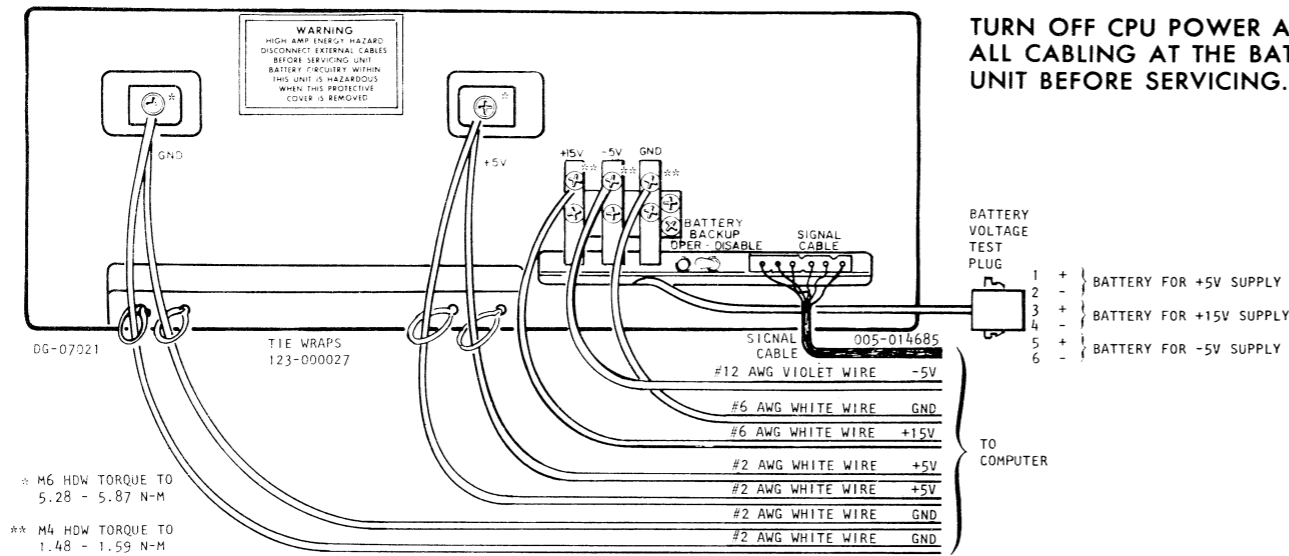 WARNING
HIGH AMP ENERGY HAZARD
DISCONNECT EXTERNAL CABLES
BEFORE SERVICING UNIT
BATTERY CIRCUITRY WITHIN
THIS UNIT IS HAZARDOUS
WHEN THIS PROTECTIVE
COVER IS REMOVED
TURN OFF CPU POWER A
ALL CABLING AT THE BAT
UNIT BEFORE SERVICING.
*
*
GND
+5V
+15V -5V GND
** ** **
BATTERY
BACKUP
OPER - DISABLE
SIGNAL
CABLE
BATTERY
VOLTAGE
TEST
PLUG
1 + BATTERY FOR +5V SUPPLY
2 -
3 + BATTERY FOR +15V SUPPLY
4 -
5 + BATTERY FOR -5V SUPPLY
6 -
DG-07021
TIE WRAPS
123-000027
SIGNAL
CABLE
005-014685
#12 AWG VIOLET WIRE -5V
#6 AWG WHITE WIRE GND
#6 AWG WHITE WIRE +15V
#2 AWG WHITE WIRE +5V
#2 AWG WHITE WIRE +5V
#2 AWG WHITE WIRE GND
#2 AWG WHITE WIRE GND
TO
COMPUTER
* M6 HDW TORQUE TO
5.28 - 5.87 N-M
** M4 HDW TORQUE TO
1.48 - 1.59 N-M